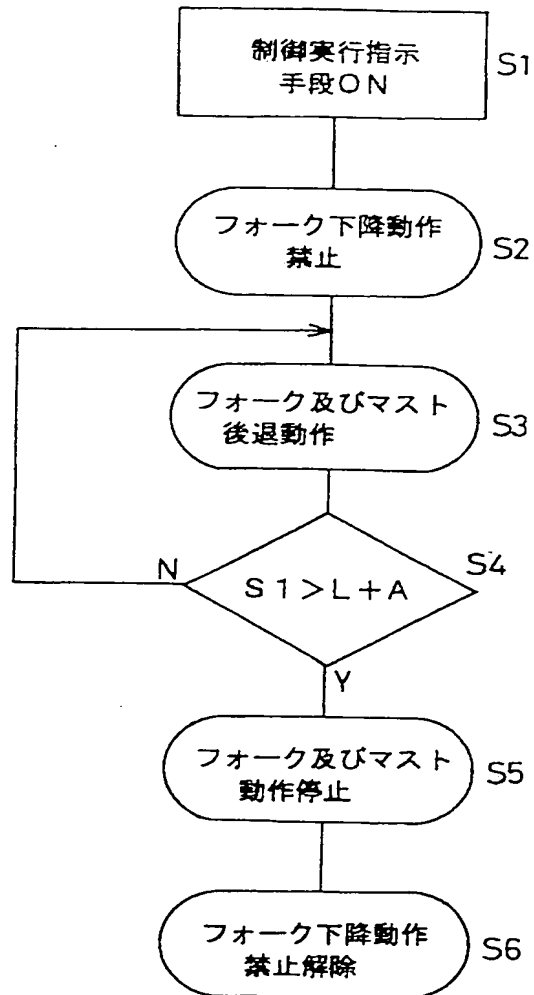 制御実行指示
手段ON
S1
フォーク下降動作
禁止
S2
フォーク及びマスト
後退動作
S3
S1>L+A
S4
N
Y
フォーク及びマスト
動作停止
S5
フォーク下降動作
禁止解除
S6